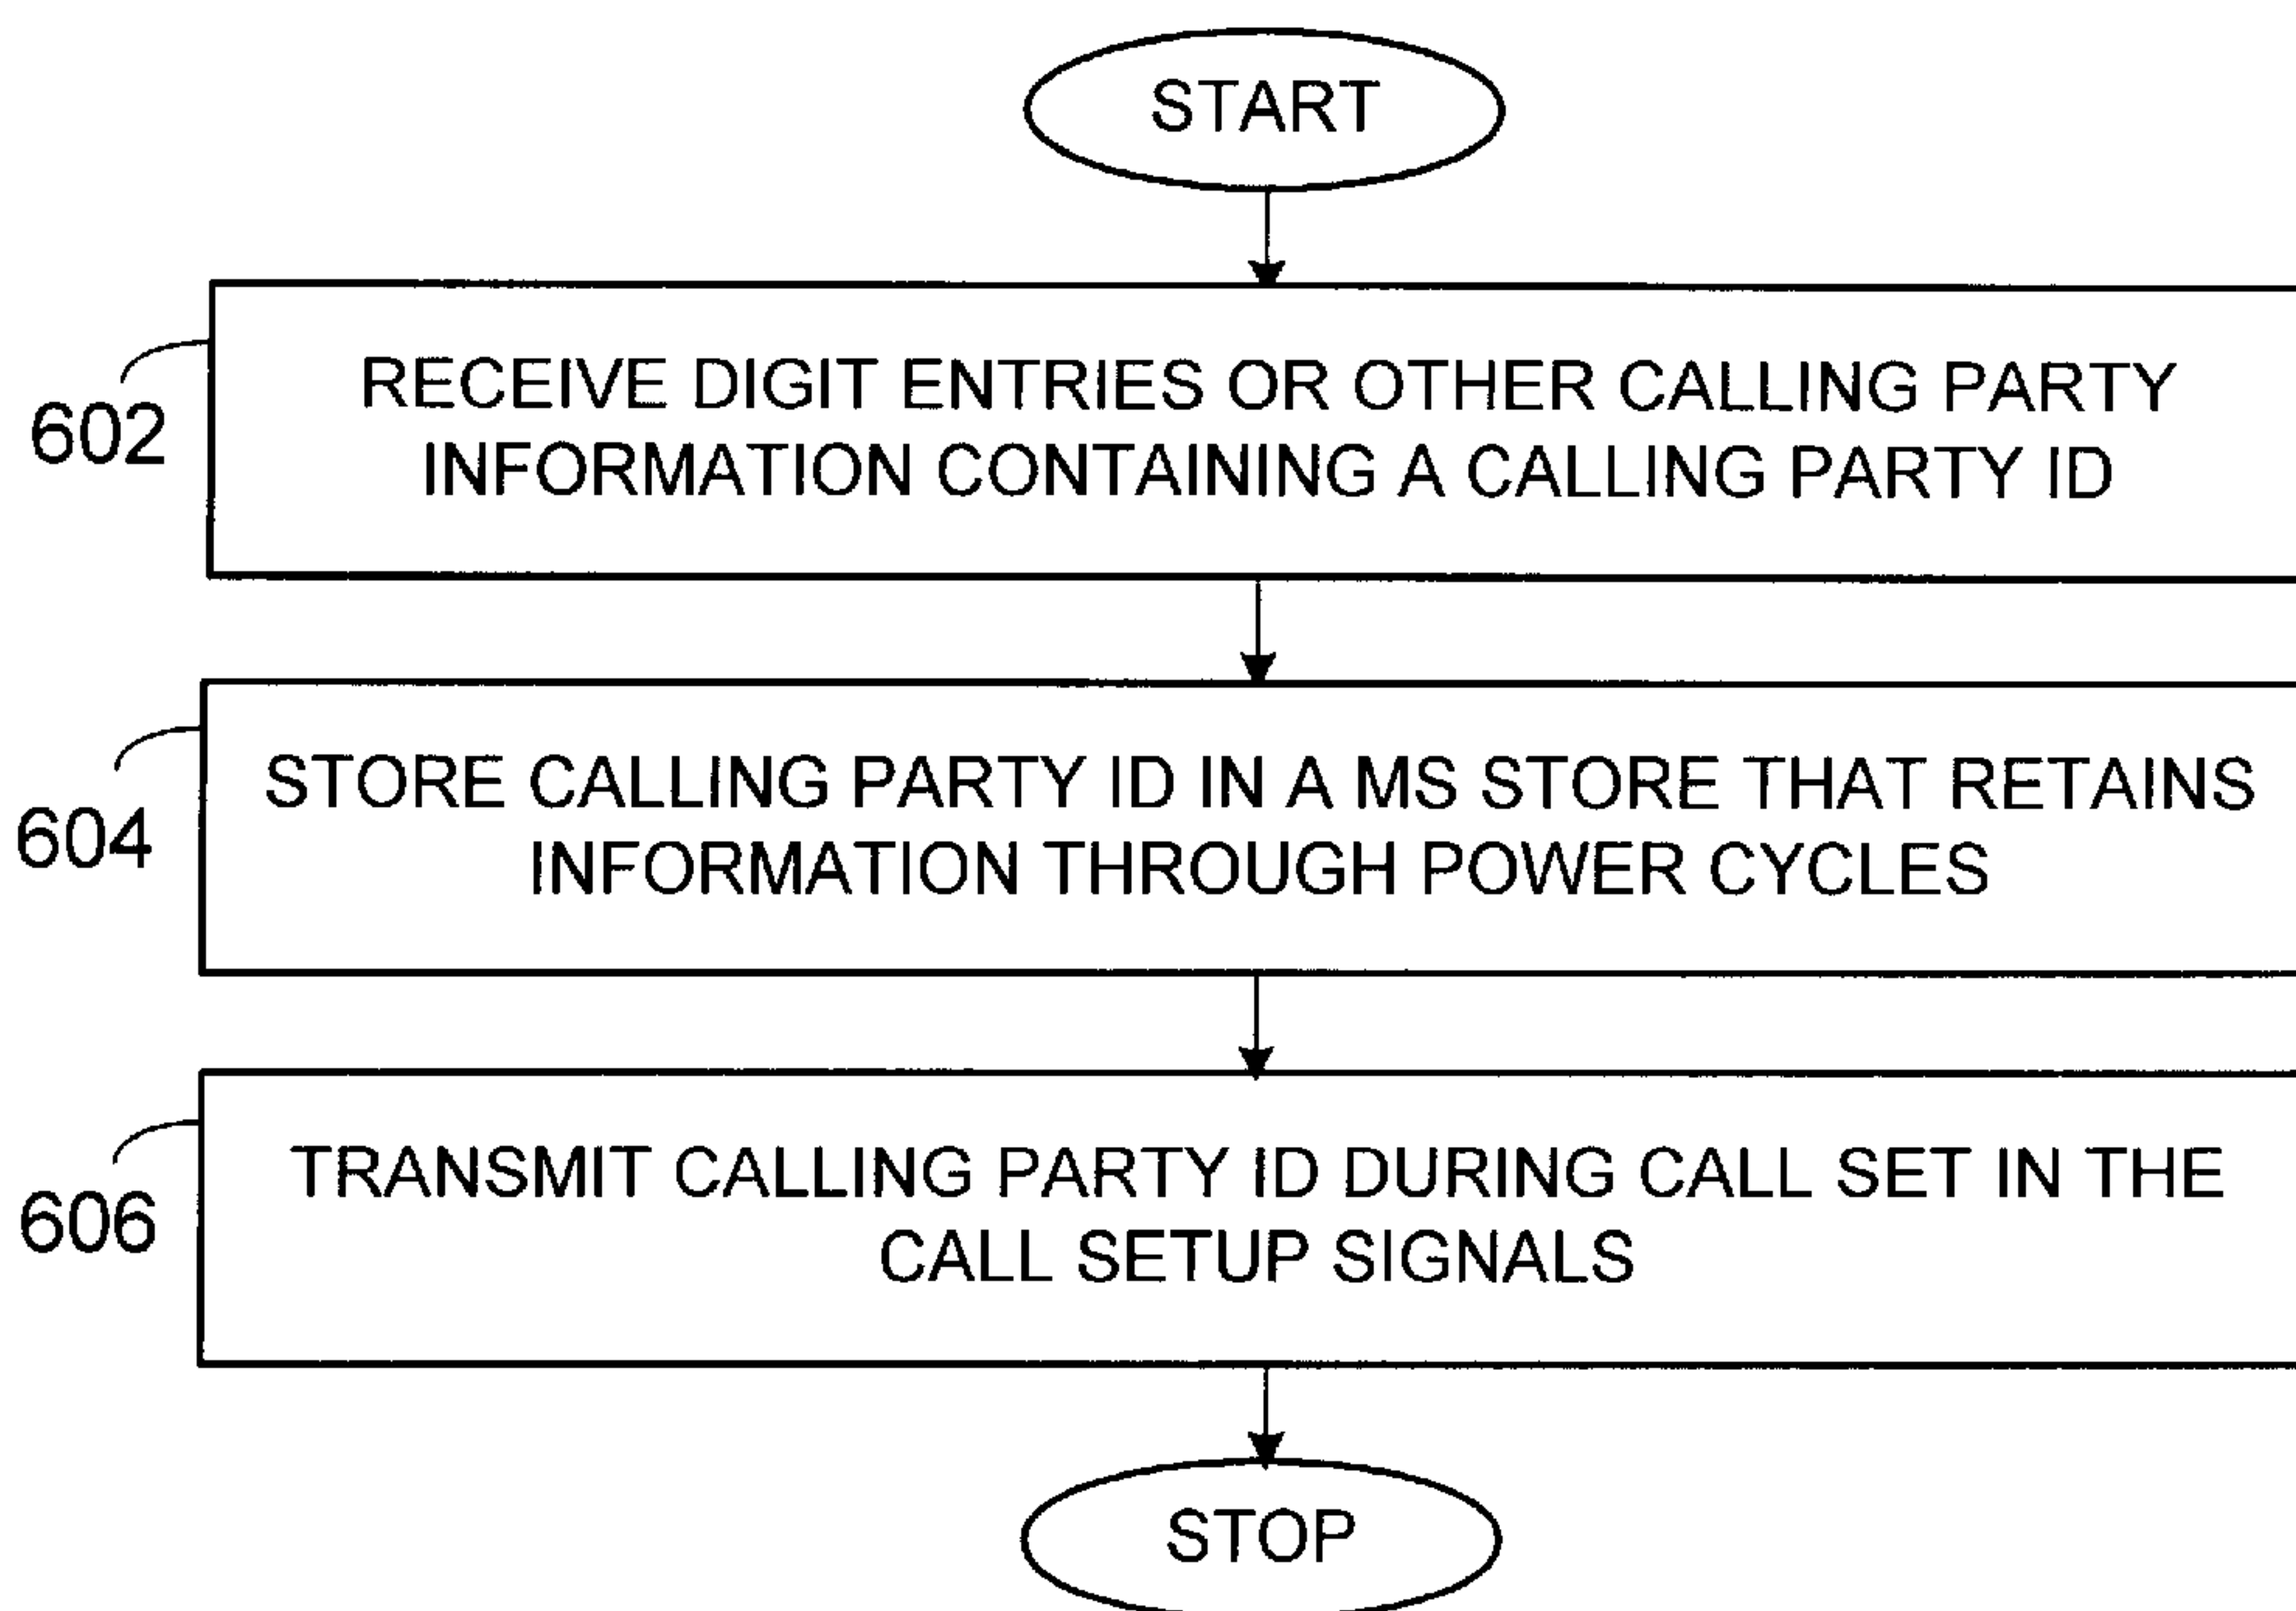 START
602
RECEIVE DIGIT ENTRIES OR OTHER CALLING PARTY
INFORMATION CONTAINING A CALLING PARTY ID
604
STORE CALLING PARTY ID IN A MS STORE THAT RETAINS
INFORMATION THROUGH POWER CYCLES
606
TRANSMIT CALLING PARTY ID DURING CALL SET IN THE
CALL SETUP SIGNALS
STOP